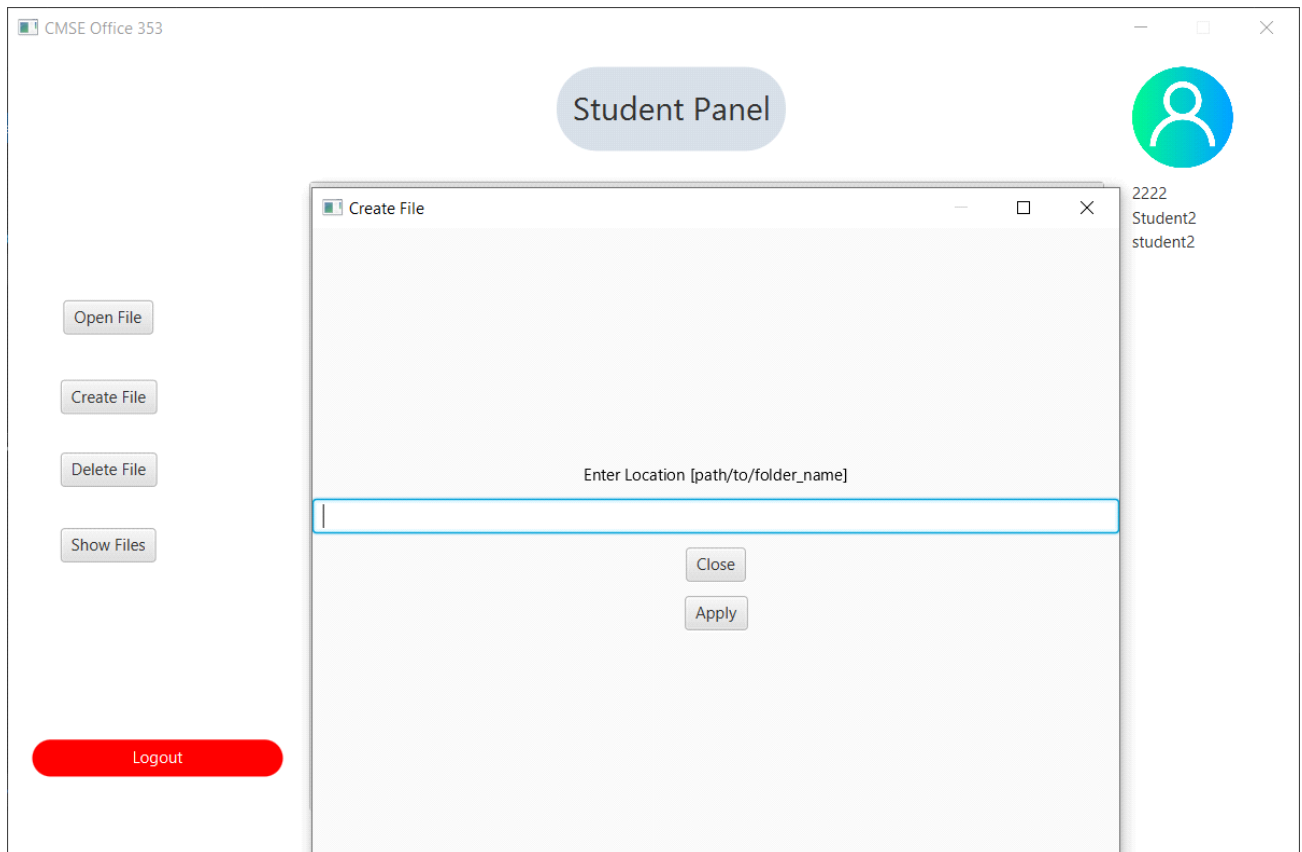 CMSE Office 353
Student Panel
2222
Student2
student2
Create File
Open File
Create File
Delete File
Show Files
Enter Location [path/to/folder_name]
Close
Apply
Logout